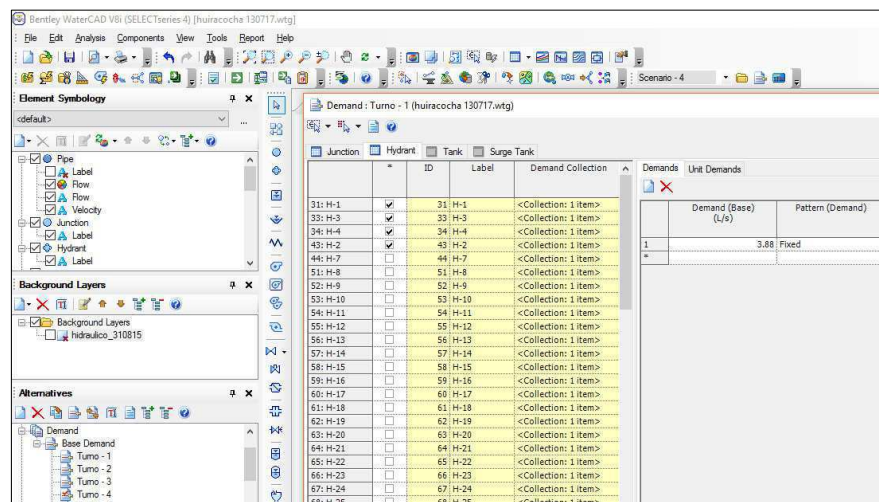 Bentley WaterCAD V8i (SELECTseries 4) [huiracocha 130717.wtg]
File Edit Analysis Components View Tools Report Help
Scenario - 4
Element Symbology
<default>
Pipe
Label
Flow
Flow
Velocity
Junction
Label
Hydrant
Label
Background Layers
Background Layers
hidraulico_310815
Alternatives
Demand
Base Demand
Turno - 1
Turno - 2
Turno - 3
Turno - 4
Demand : Turno - 1 (huiracocha 130717.wtg)
Junction Hydrant Tank Surge Tank
* ID Label Demand Collection
31: H-1 31 H-1 <Collection: 1 item>
33: H-3 33 H-3 <Collection: 1 item>
34: H-4 34 H-4 <Collection: 1 item>
43: H-2 43 H-2 <Collection: 1 item>
44: H-7 44 H-7 <Collection: 1 item>
51: H-8 51 H-8 <Collection: 1 item>
52: H-9 52 H-9 <Collection: 1 item>
53: H-10 53 H-10 <Collection: 1 item>
54: H-11 54 H-11 <Collection: 1 item>
55: H-12 55 H-12 <Collection: 1 item>
56: H-13 56 H-13 <Collection: 1 item>
57: H-14 57 H-14 <Collection: 1 item>
58: H-15 58 H-15 <Collection: 1 item>
59: H-16 59 H-16 <Collection: 1 item>
60: H-17 60 H-17 <Collection: 1 item>
61: H-18 61 H-18 <Collection: 1 item>
62: H-19 62 H-19 <Collection: 1 item>
63: H-20 63 H-20 <Collection: 1 item>
64: H-21 64 H-21 <Collection: 1 item>
65: H-22 65 H-22 <Collection: 1 item>
66: H-23 66 H-23 <Collection: 1 item>
67: H-24 67 H-24 <Collection: 1 item>
Demands Unit Demands
Demand (Base) Pattern (Demand)
(L/s)
1 3.88 Fixed
*